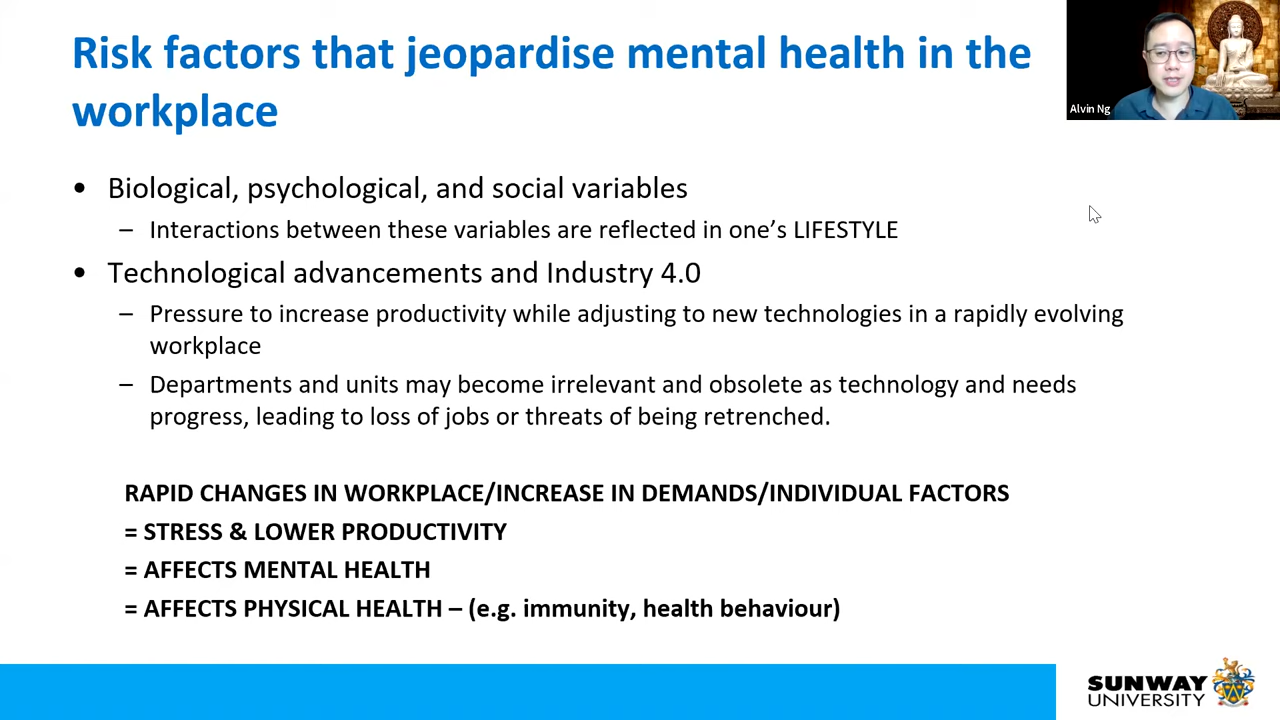 Risk factors that jeopardise mental health in the
workplace
Alvin Ng
• Biological, psychological, and social variables
– Interactions between these variables are reflected in one’s LIFESTYLE
• Technological advancements and Industry 4.0
– Pressure to increase productivity while adjusting to new technologies in a rapidly evolving
workplace
– Departments and units may become irrelevant and obsolete as technology and needs
progress, leading to loss of jobs or threats of being retrenched.
RAPID CHANGES IN WORKPLACE/INCREASE IN DEMANDS/INDIVIDUAL FACTORS
= STRESS & LOWER PRODUCTIVITY
= AFFECTS MENTAL HEALTH
= AFFECTS PHYSICAL HEALTH – (e.g. immunity, health behaviour)
SUNWAY
UNIVERSITY